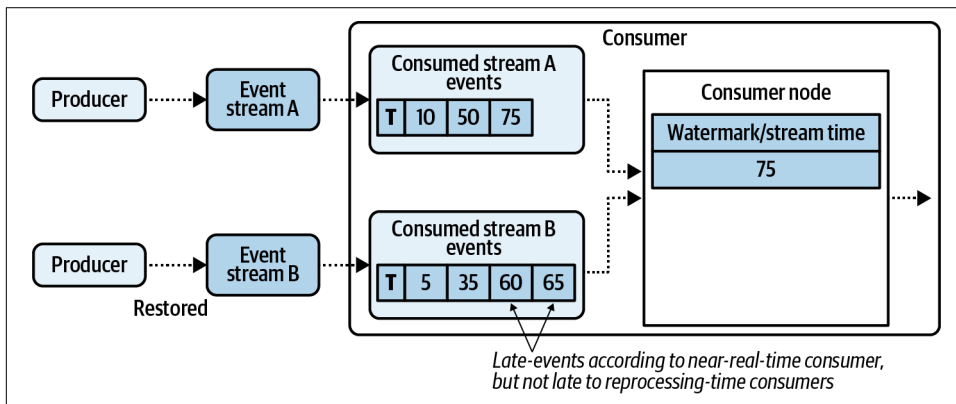 Consumer
Consumed stream A
events
T 10 50 75
Producer
Event
stream A
Consumer node
Watermark/stream time
75
Consumed stream B
events
T 5 35 60 65
Producer
Event
stream B
Restored
Late-events according to near-real-time consumer,
but not late to reprocessing-time consumers